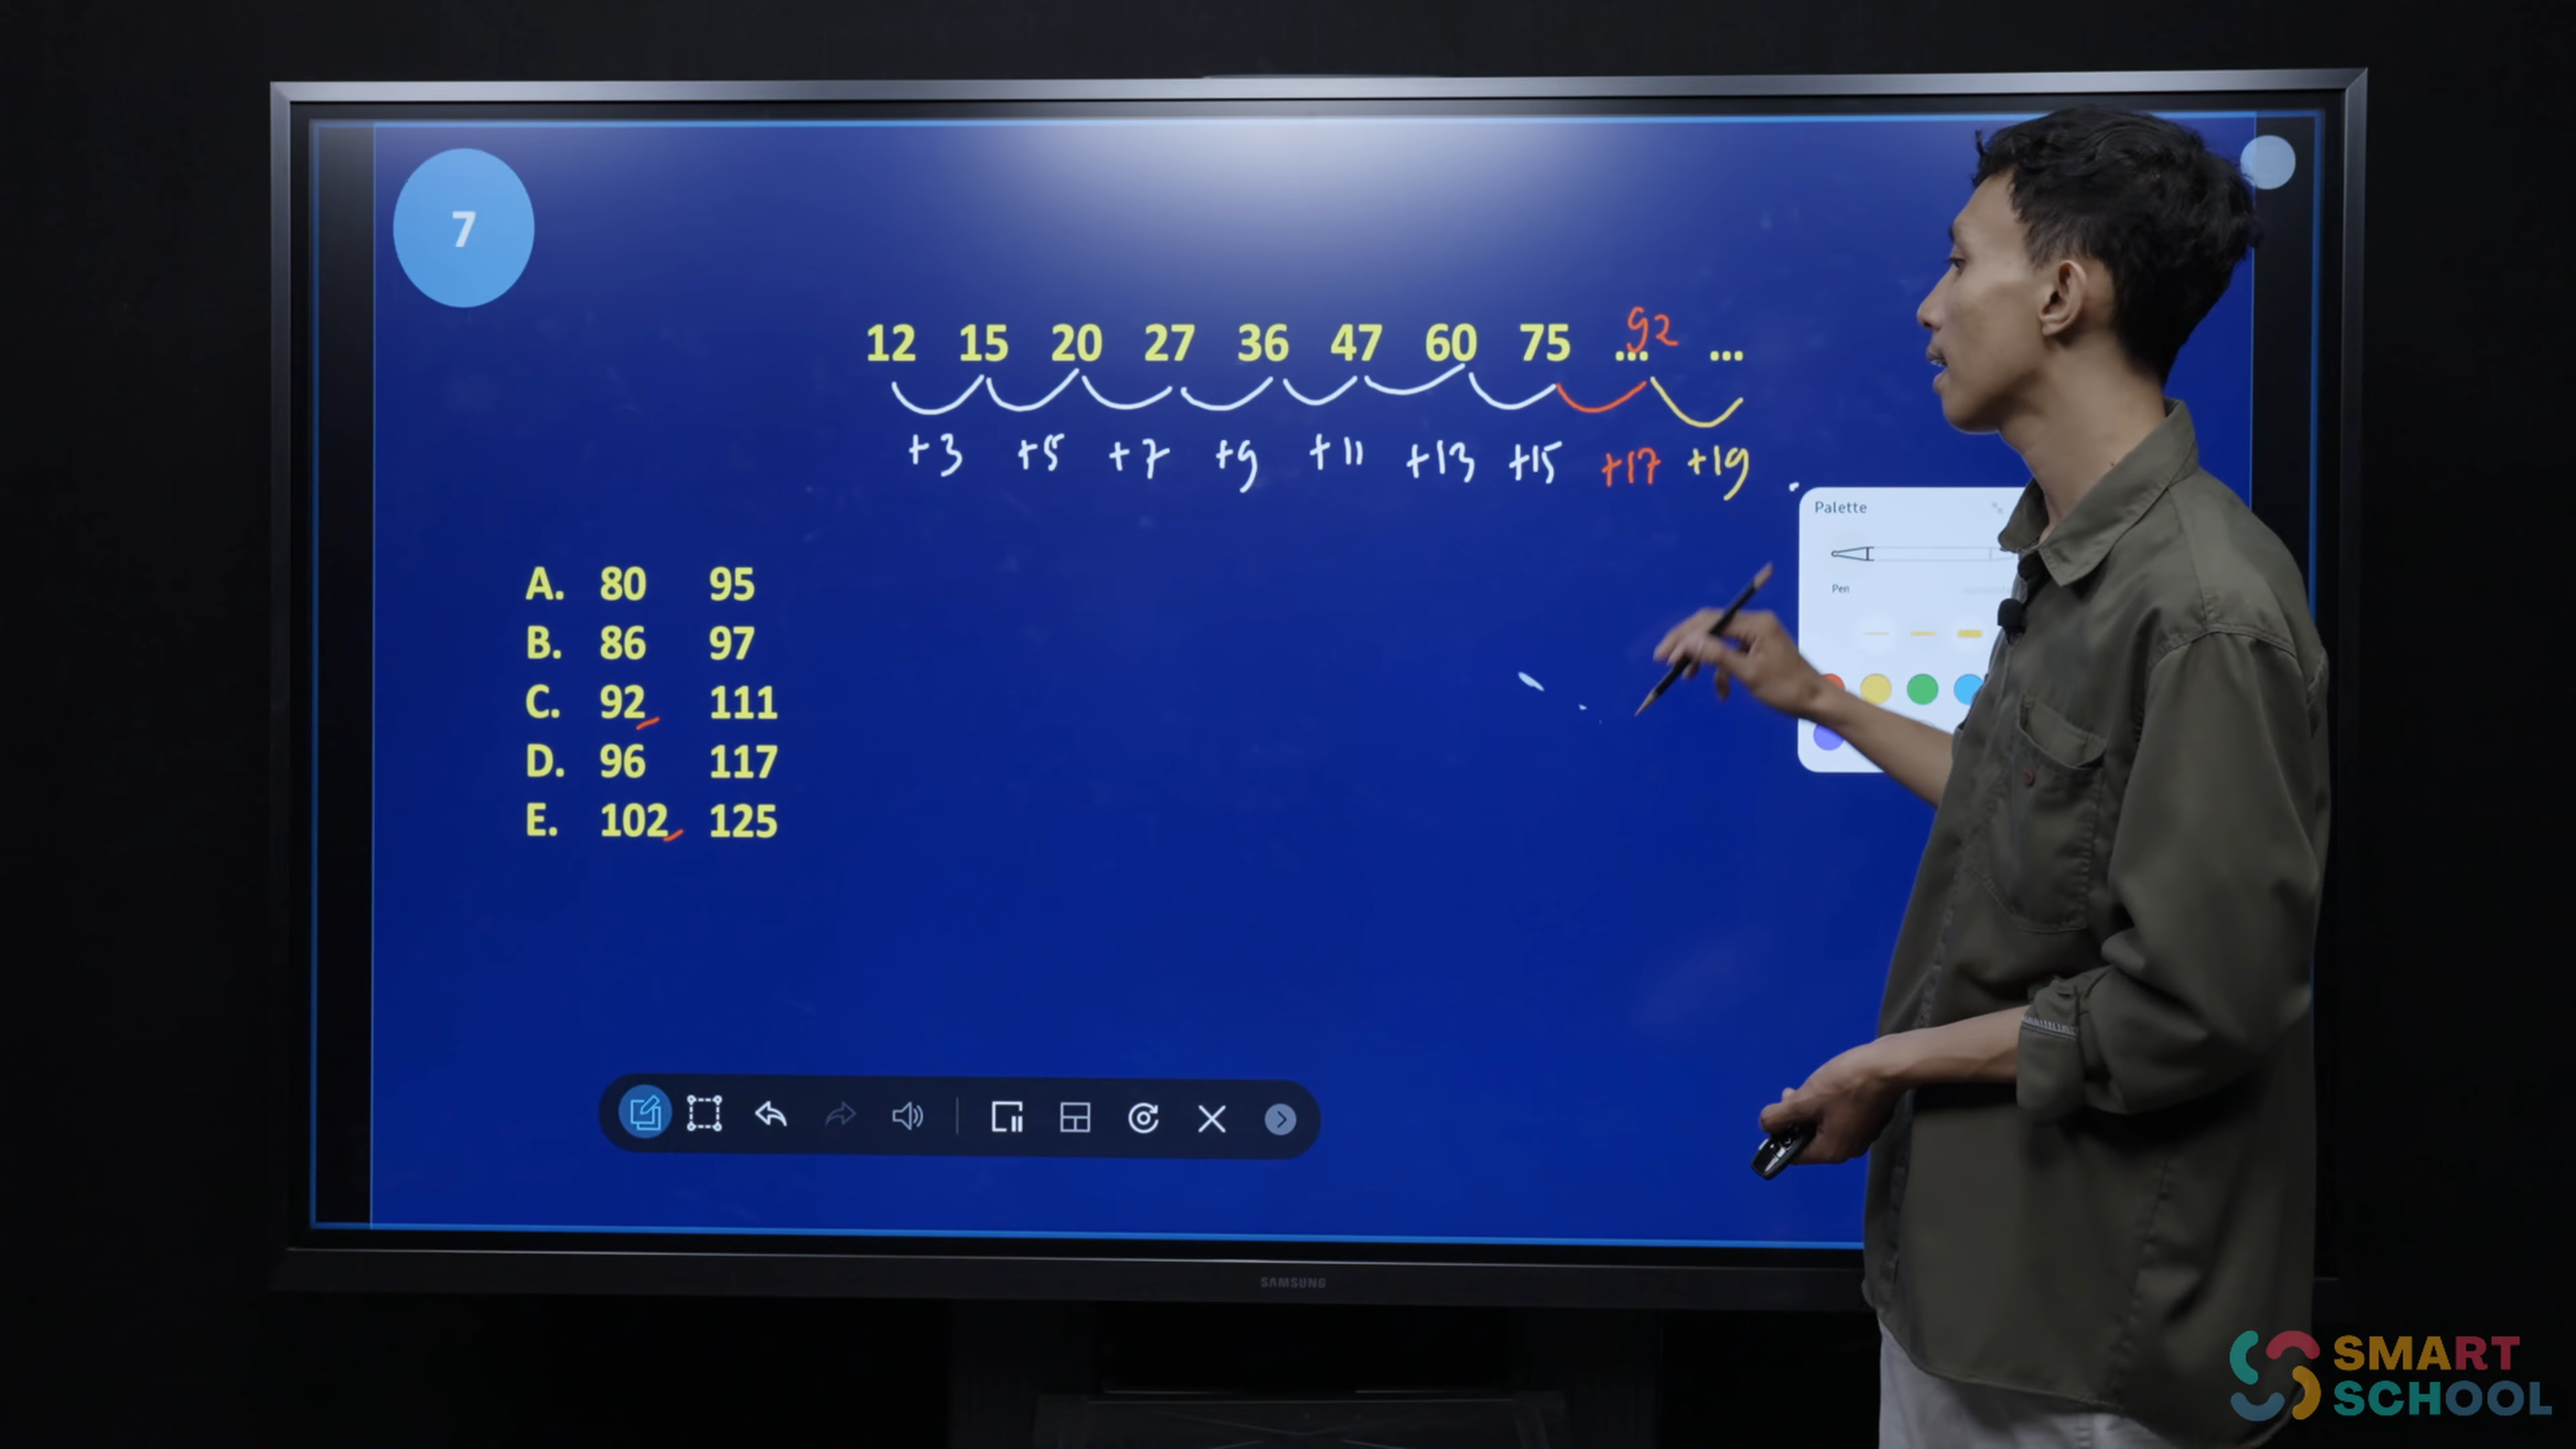 7
92
12 15 20 27 36 47 60 75 ... ...
+3 +5 +7 +9 +11 +13 +15 +17 +19
Palette
Pen
A. 80 95
B. 86 97
C. 92 111
D. 96 117
E. 102 125
SAMSUNG
SMART
SCHOOL